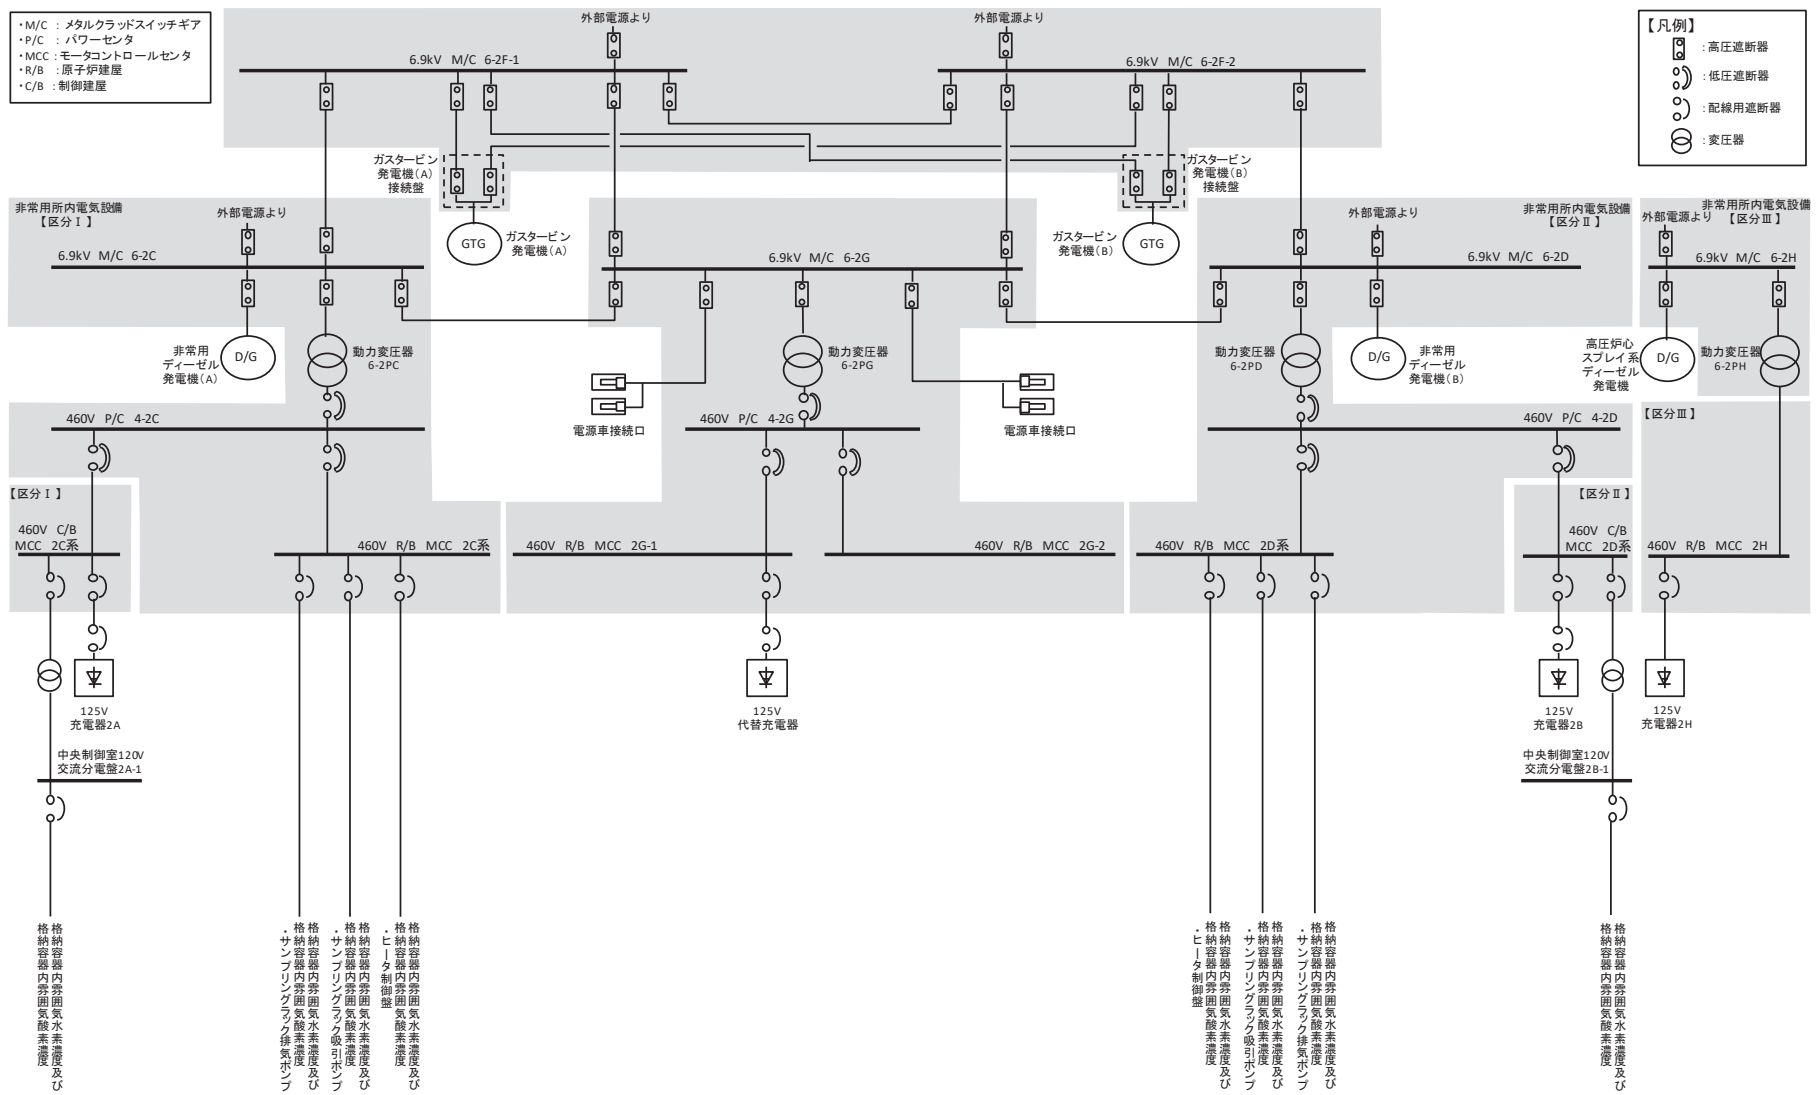 ・M/C ：メタルクラッドスイッチギア
・P/C ：パワーセンタ
・MCC：モータコントロールセンタ
・R/B ：原子炉建屋
・C/B ：制御建屋
外部電源より
外部電源より
【凡例】
：高圧遮断器
：低圧遮断器
：配線用遮断器
：変圧器
6.9kV M/C 6-2F-1
6.9kV M/C 6-2F-2
ガスタービン
発電機(A)
接続盤
ガスタービン
発電機(B)
接続盤
GTG
ガスタービン
発電機(A)
ガスタービン
発電機(B)
GTG
非常用所内電気設備
【区分Ⅰ】
外部電源より
6.9kV M/C 6-2C
6.9kV M/C 6-2G
外部電源より
非常用所内電気設備
【区分Ⅱ】
6.9kV M/C 6-2D
非常用所内電気設備
【区分Ⅲ】
外部電源より
6.9kV M/C 6-2H
非常用
ディーゼル
発電機(A)
D/G
動力変圧器
6-2PC
動力変圧器
6-2PG
動力変圧器
6-2PD
D/G
非常用
ディーゼル
発電機(B)
高圧炉心
スプレイ系
ディーゼル
発電機
D/G
動力変圧器
6-2PH
電源車接続口
電源車接続口
460V P/C 4-2C
460V P/C 4-2G
460V P/C 4-2D
【区分Ⅲ】
【区分Ⅰ】
460V C/B
MCC 2C系
460V R/B MCC 2C系
460V R/B MCC 2G-1
460V R/B MCC 2G-2
460V R/B MCC 2D系
【区分Ⅱ】
460V C/B
MCC 2D系
460V R/B MCC 2H
125V
充電器2A
125V
代替充電器
125V
充電器2B
125V
充電器2H
中央制御室120V
交流分電盤2A-1
中央制御室120V
交流分電盤2B-1
格納容器内雰囲気水素濃度及び
格納容器内雰囲気酸素濃度
格納容器内雰囲気水素濃度及び
格納容器内雰囲気酸素濃度
・サンプリングラック排気ポンプ
格納容器内雰囲気水素濃度及び
格納容器内雰囲気酸素濃度
・サンプリングラック吸引ポンプ
格納容器内雰囲気水素濃度及び
格納容器内雰囲気酸素濃度
・ヒータ制御盤
格納容器内雰囲気水素濃度及び
格納容器内雰囲気酸素濃度
・ヒータ制御盤
格納容器内雰囲気水素濃度及び
格納容器内雰囲気酸素濃度
・サンプリングラック吸引ポンプ
格納容器内雰囲気水素濃度及び
格納容器内雰囲気酸素濃度
・サンプリングラック排気ポンプ
格納容器内雰囲気水素濃度及び
格納容器内雰囲気酸素濃度